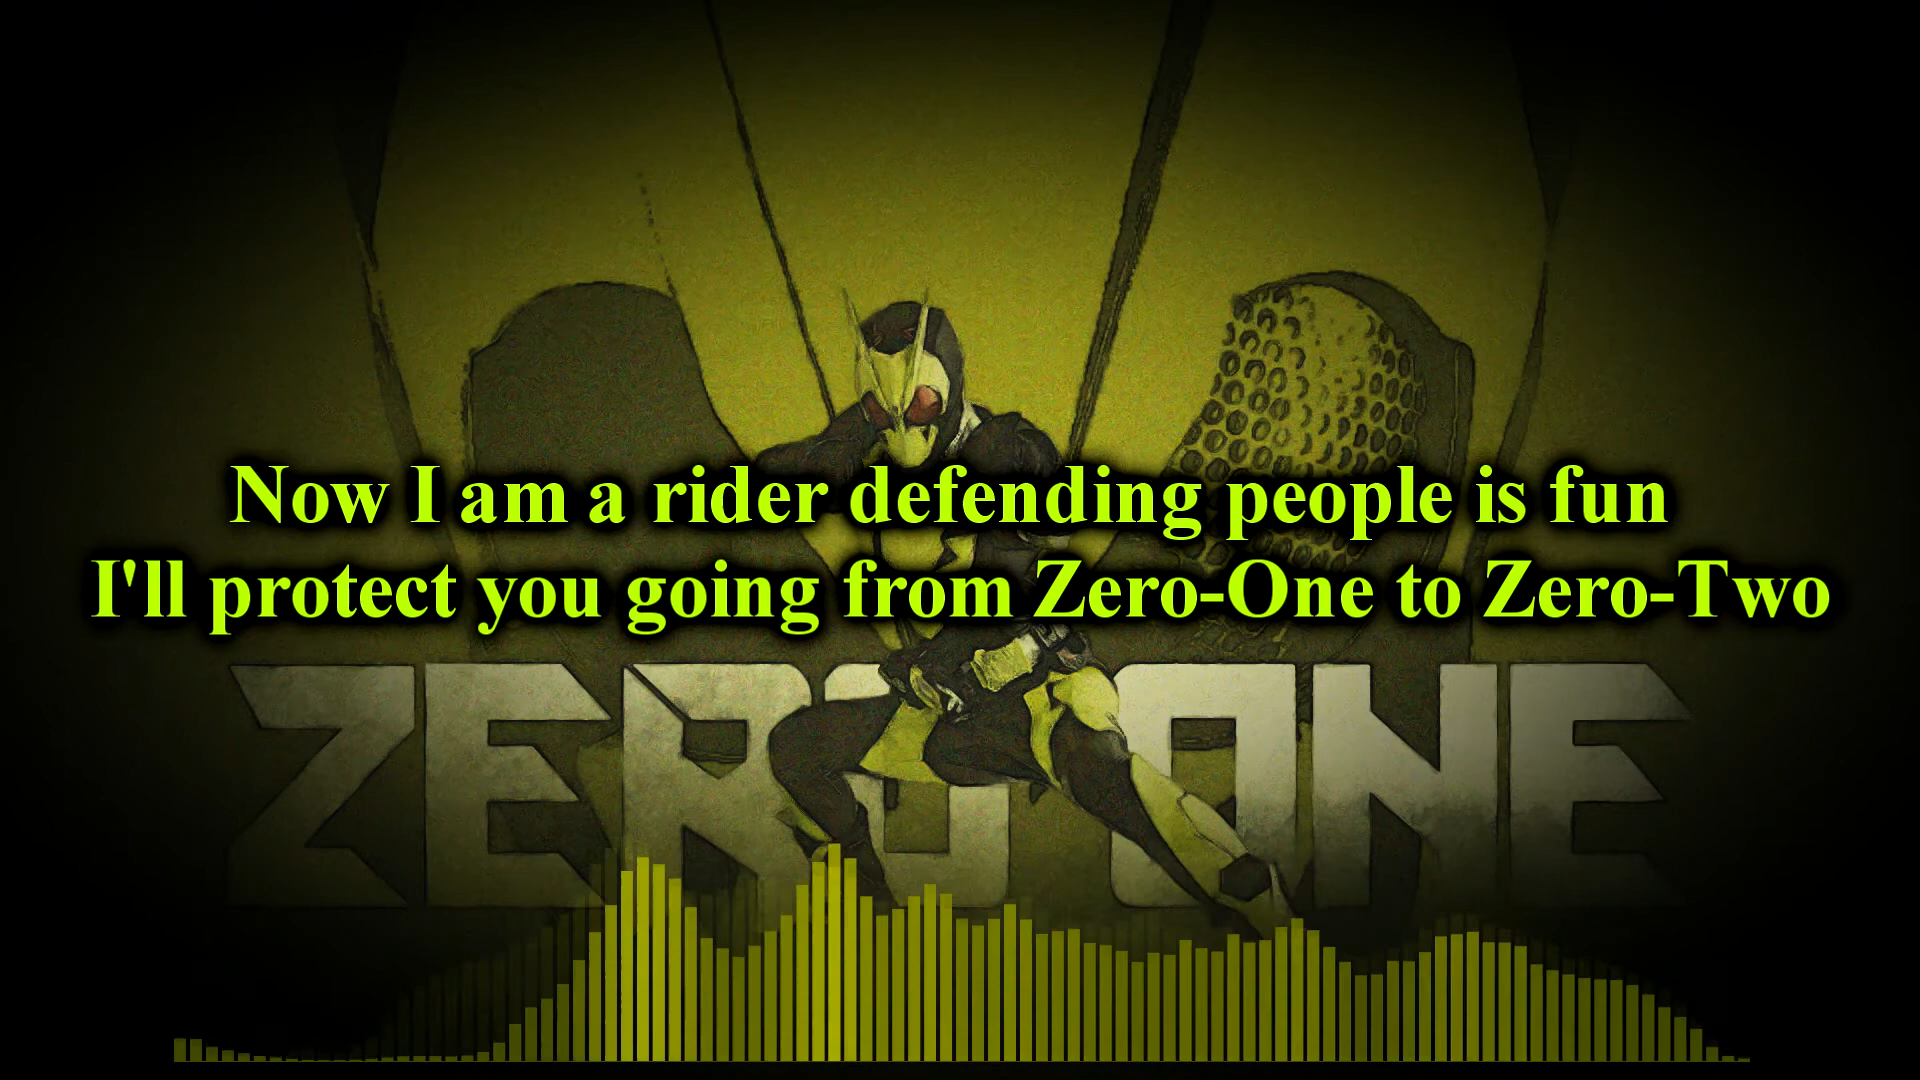 Now I am a rider defending people is fun
I'll protect you going from Zero-One to Zero-Two
ZERO ONE